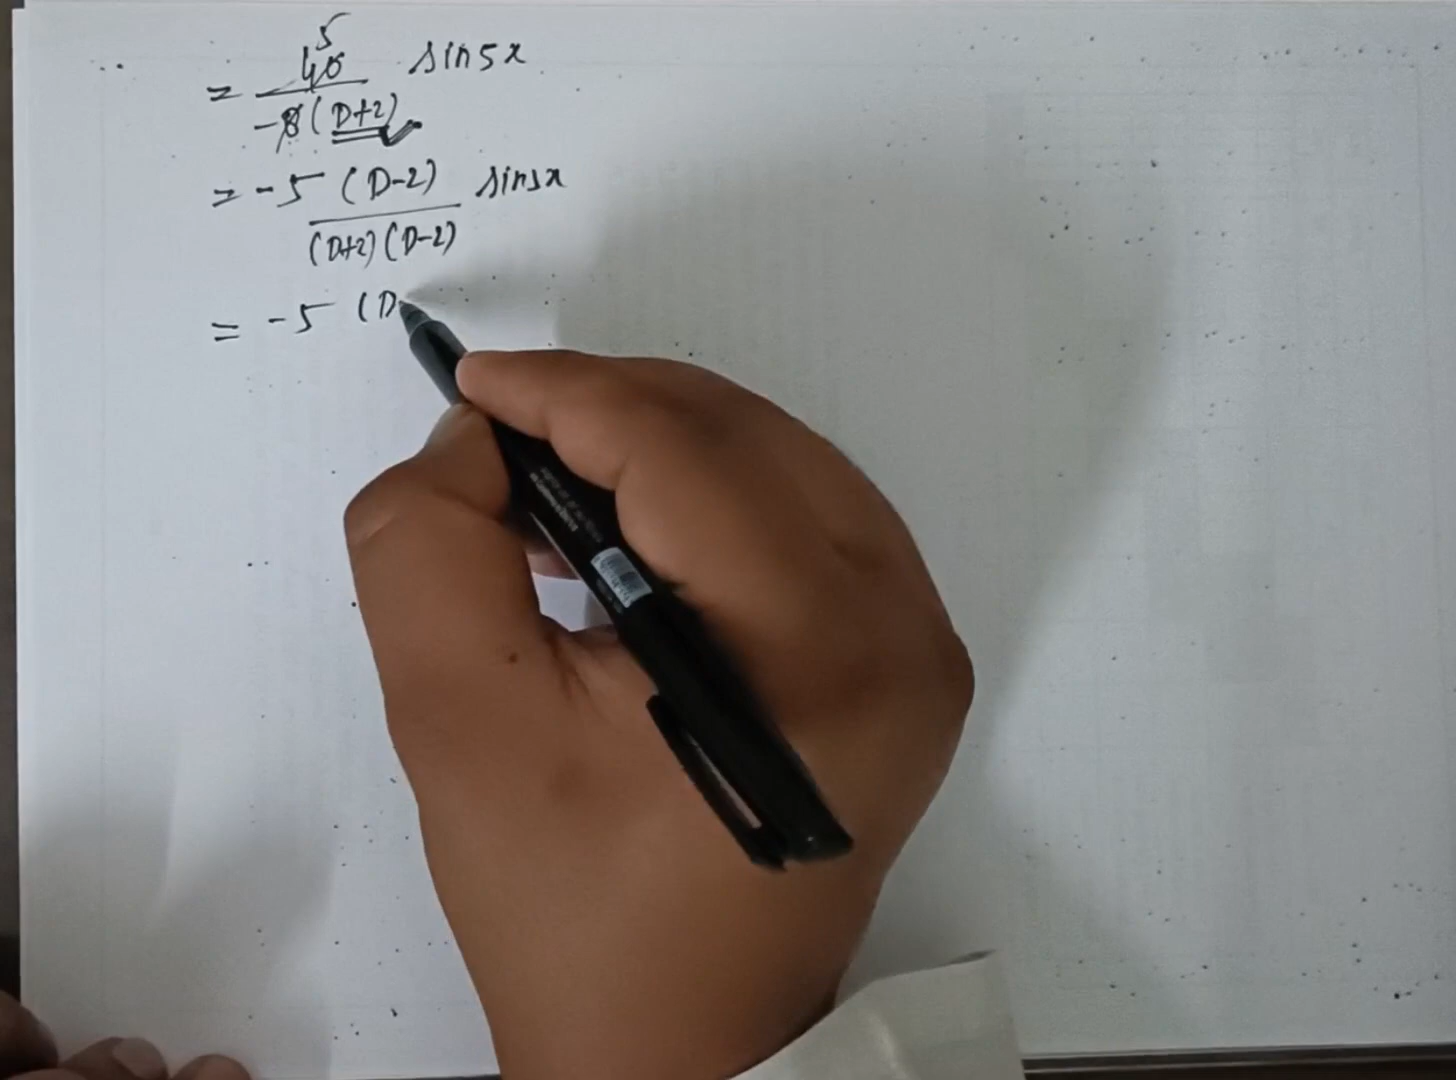 5
= 40 / -8(D+2) sin5x
= -5 (D-2) / (D+2)(D-2) sin5x
= -5 (D